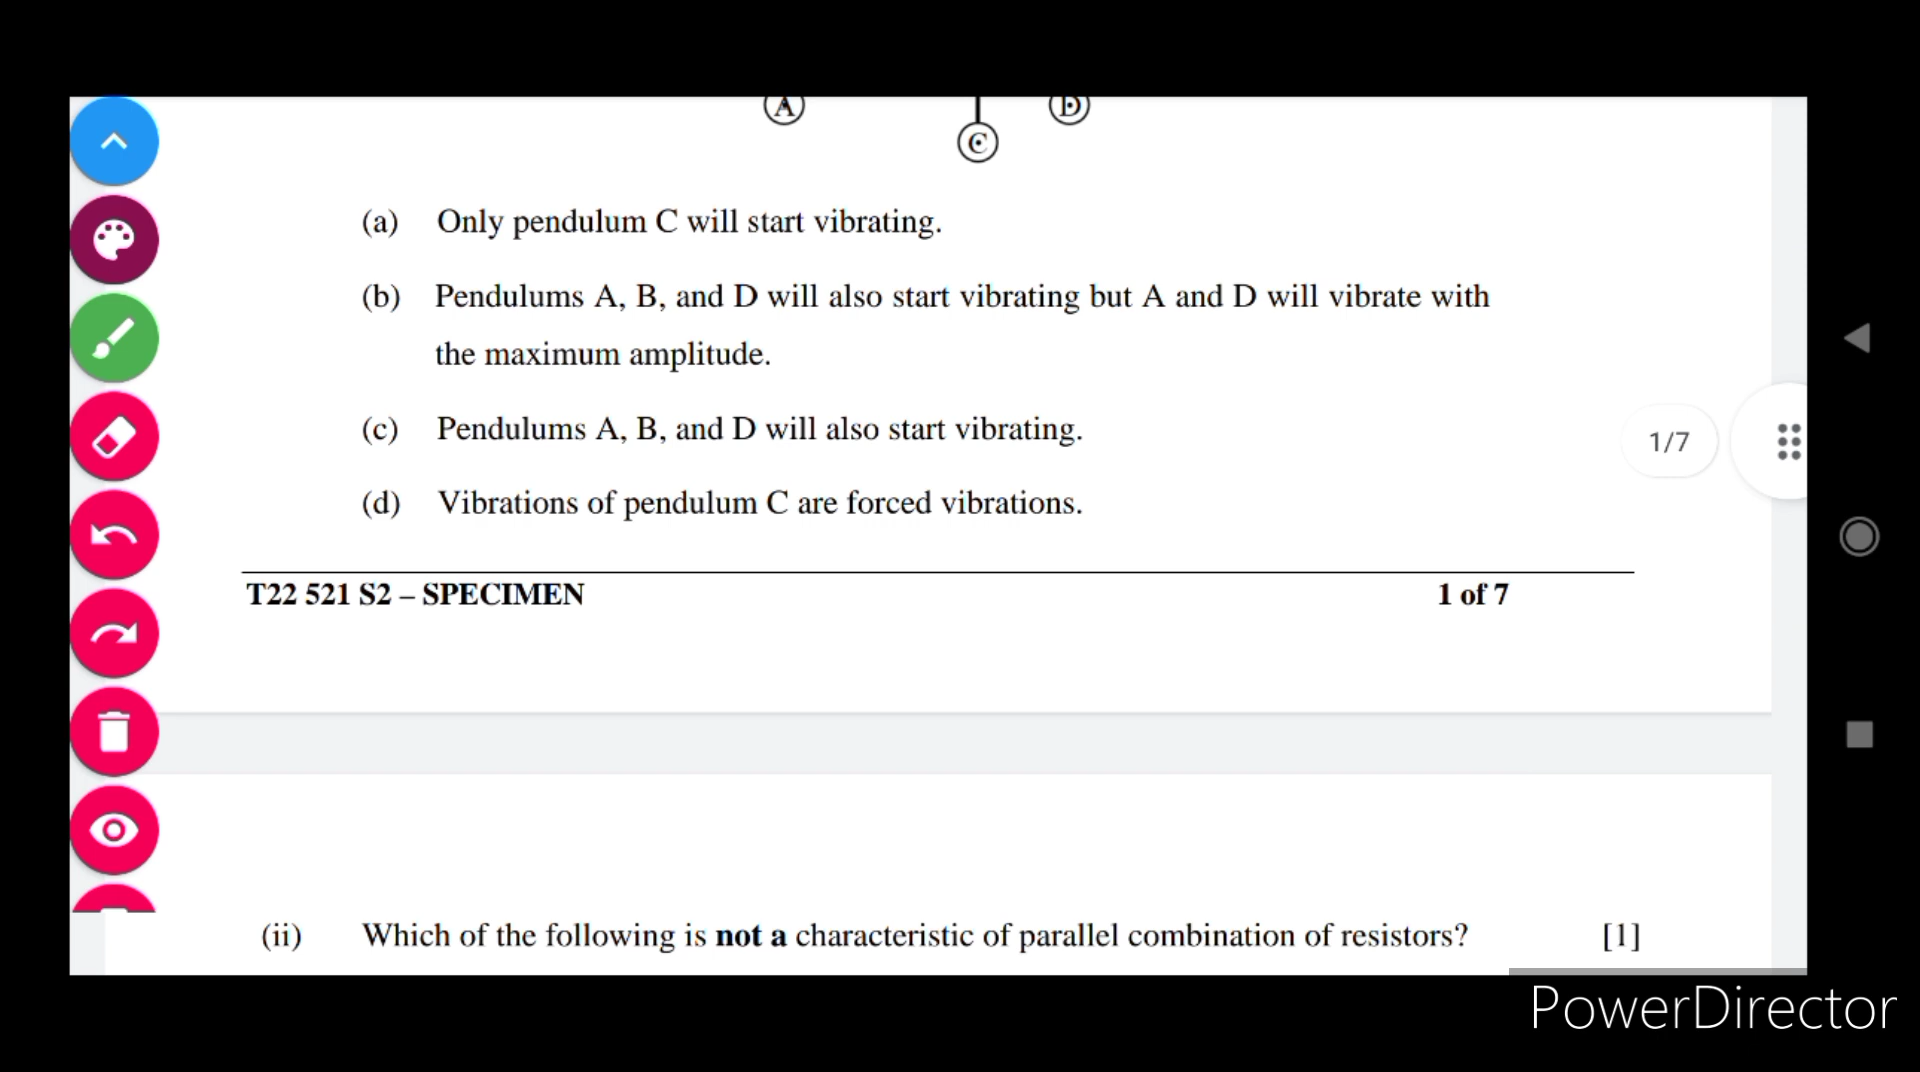 A
D
C
(a) Only pendulum C will start vibrating.
(b) Pendulums A, B, and D will also start vibrating but A and D will vibrate with
the maximum amplitude.
(c) Pendulums A, B, and D will also start vibrating.
1/7
(d) Vibrations of pendulum C are forced vibrations.
T22 521 S2 – SPECIMEN 1 of 7
(ii) Which of the following is not a characteristic of parallel combination of resistors? [1]
PowerDirector